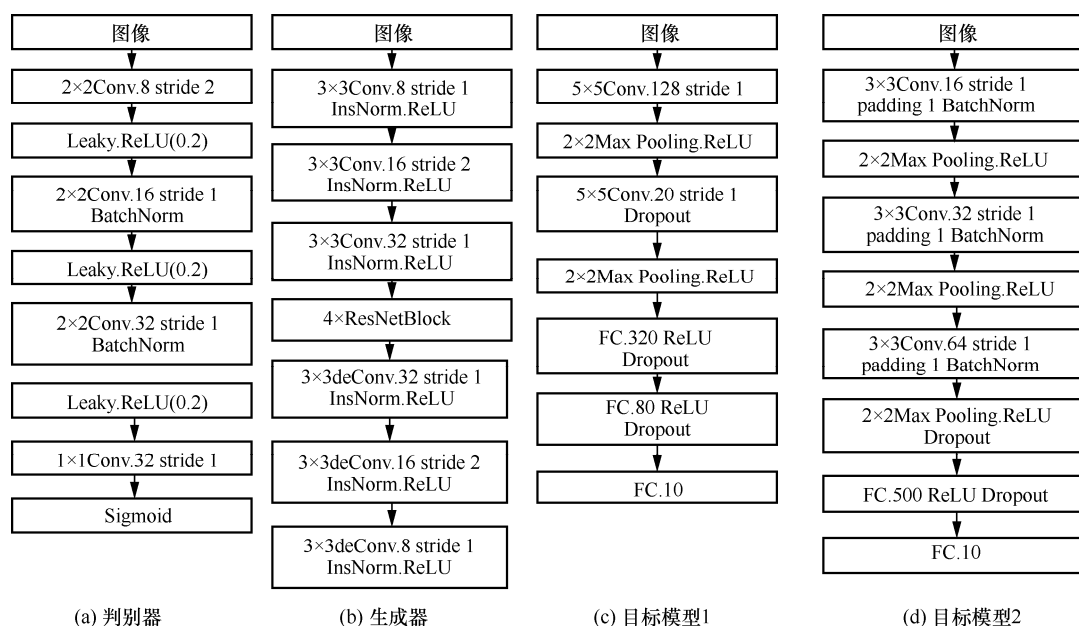 图像
2×2Conv.8 stride 2
Leaky.ReLU(0.2)
2×2Conv.16 stride 1
BatchNorm
Leaky.ReLU(0.2)
2×2Conv.32 stride 1
BatchNorm
Leaky.ReLU(0.2)
1×1Conv.32 stride 1
Sigmoid
(a) 判别器
图像
3×3Conv.8 stride 1
InsNorm.ReLU
3×3Conv.16 stride 2
InsNorm.ReLU
3×3Conv.32 stride 1
InsNorm.ReLU
4×ResNetBlock
3×3deConv.32 stride 1
InsNorm.ReLU
3×3deConv.16 stride 2
InsNorm.ReLU
3×3deConv.8 stride 1
InsNorm.ReLU
(b) 生成器
图像
5×5Conv.128 stride 1
2×2Max Pooling.ReLU
5×5Conv.20 stride 1
Dropout
2×2Max Pooling.ReLU
FC.320 ReLU
Dropout
FC.80 ReLU
Dropout
FC.10
(c) 目标模型1
图像
3×3Conv.16 stride 1
padding 1 BatchNorm
2×2Max Pooling.ReLU
3×3Conv.32 stride 1
padding 1 BatchNorm
2×2Max Pooling.ReLU
3×3Conv.64 stride 1
padding 1 BatchNorm
2×2Max Pooling.ReLU
Dropout
FC.500 ReLU Dropout
FC.10
(d) 目标模型2